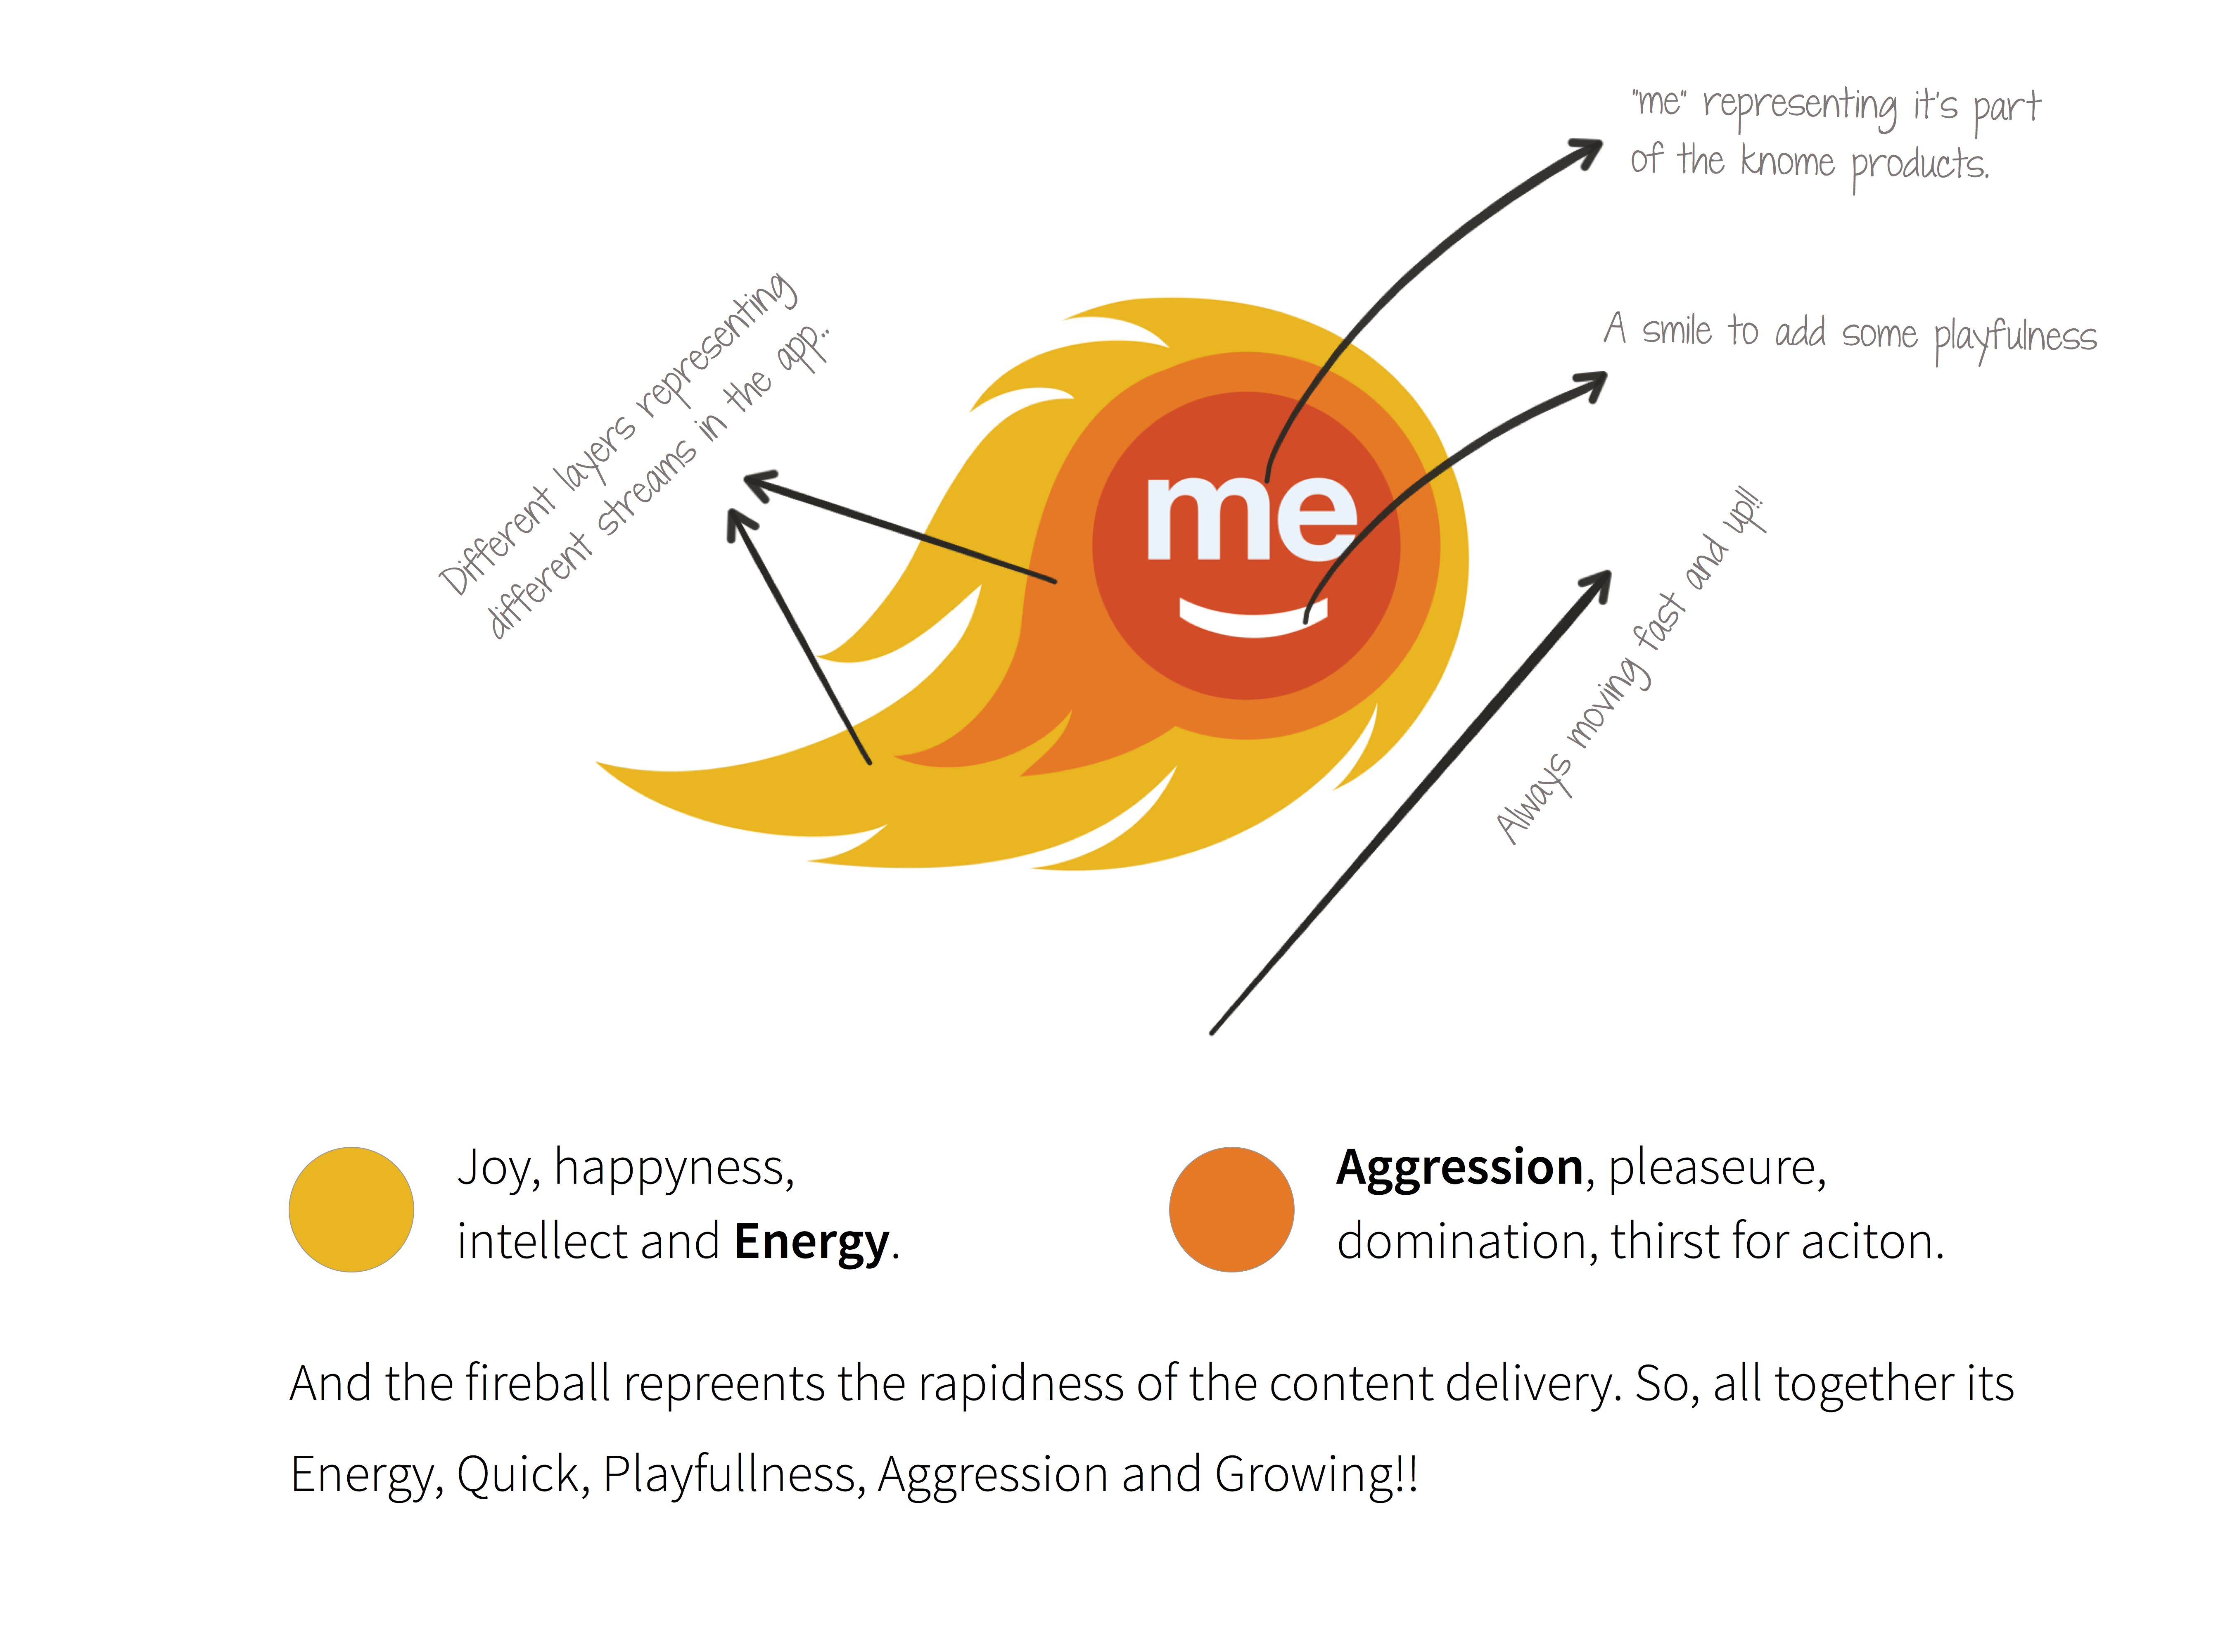 "me" representing it's part
of the knome products.
A smile to add some playfulness
Different layers representing
different streams in the app..
me
Always moving fast and up!!
Joy, happyness,
intellect and Energy.
Aggression, pleaseure,
domination, thirst for aciton.
And the fireball repreents the rapidness of the content delivery. So, all together its
Energy, Quick, Playfullness, Aggression and Growing!!